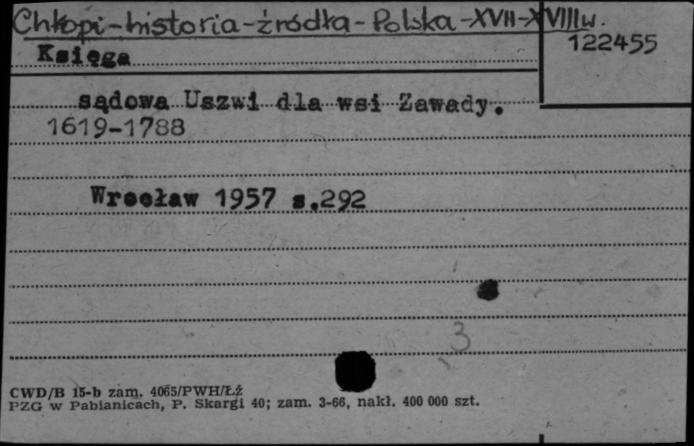 Chłopi-historia-źródła-Polska-XVII-XVIIIw.
122455
Księga
sądowa Uszwi dla wsi Zawady.
1619-1788
Wrocław 1957 s.292
3
CWD/B 15-b zam. 4065/PWH/Łź
PZG w Pabianicach, P. Skargi 40; zam. 3-66, nakł. 400 000 szt.